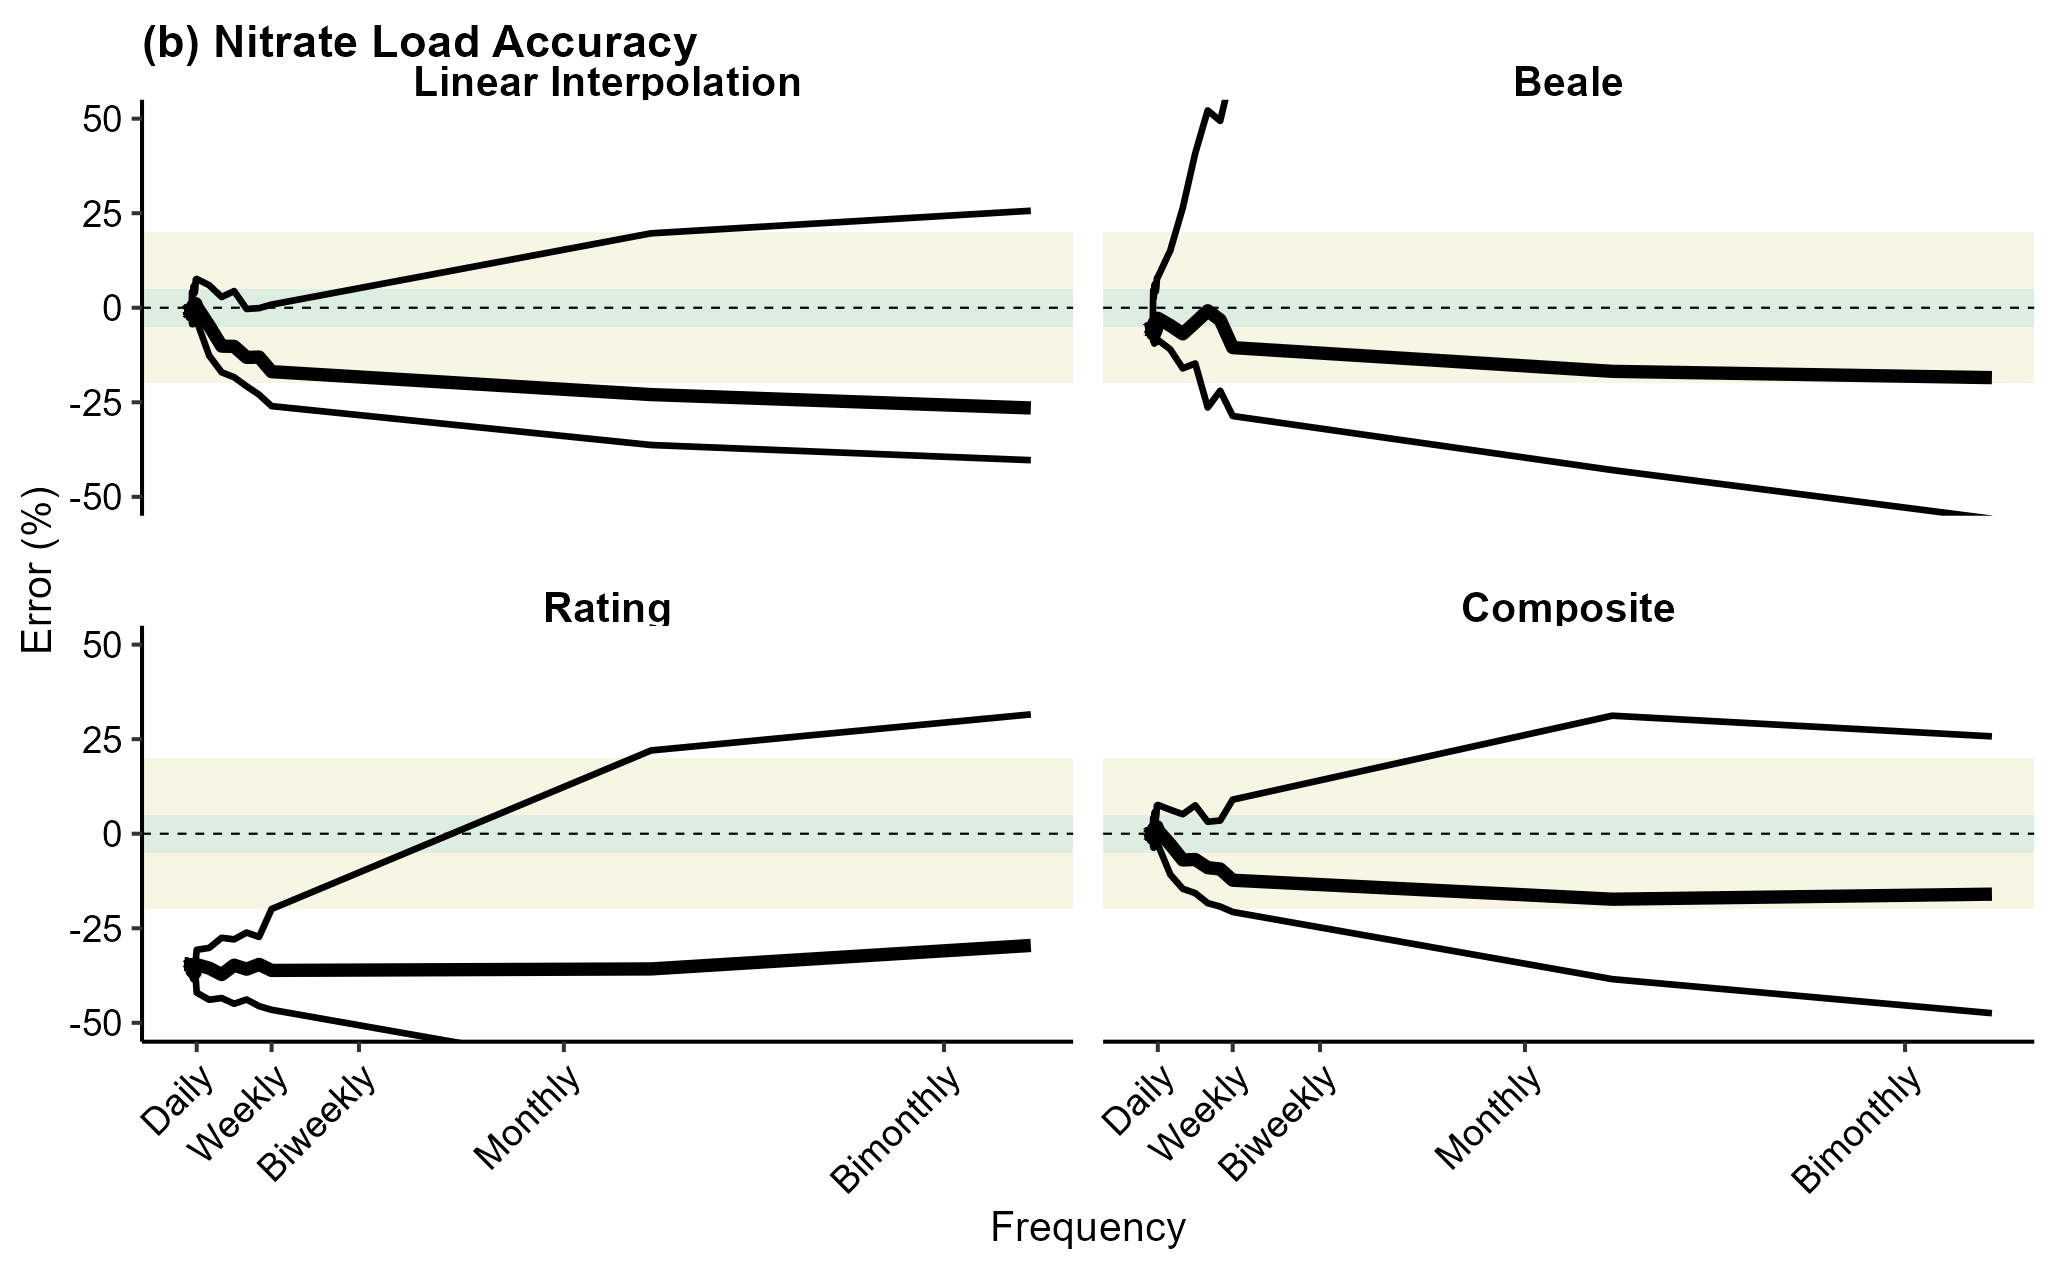 (b) Nitrate Load Accuracy
Linear Interpolation
Beale
50
25
0
-25
-50
Error (%)
Rating
Composite
50
25
0
-25
-50
Daily
Weekly
Biweekly
Monthly
Bimonthly
Daily
Weekly
Biweekly
Monthly
Bimonthly
Frequency